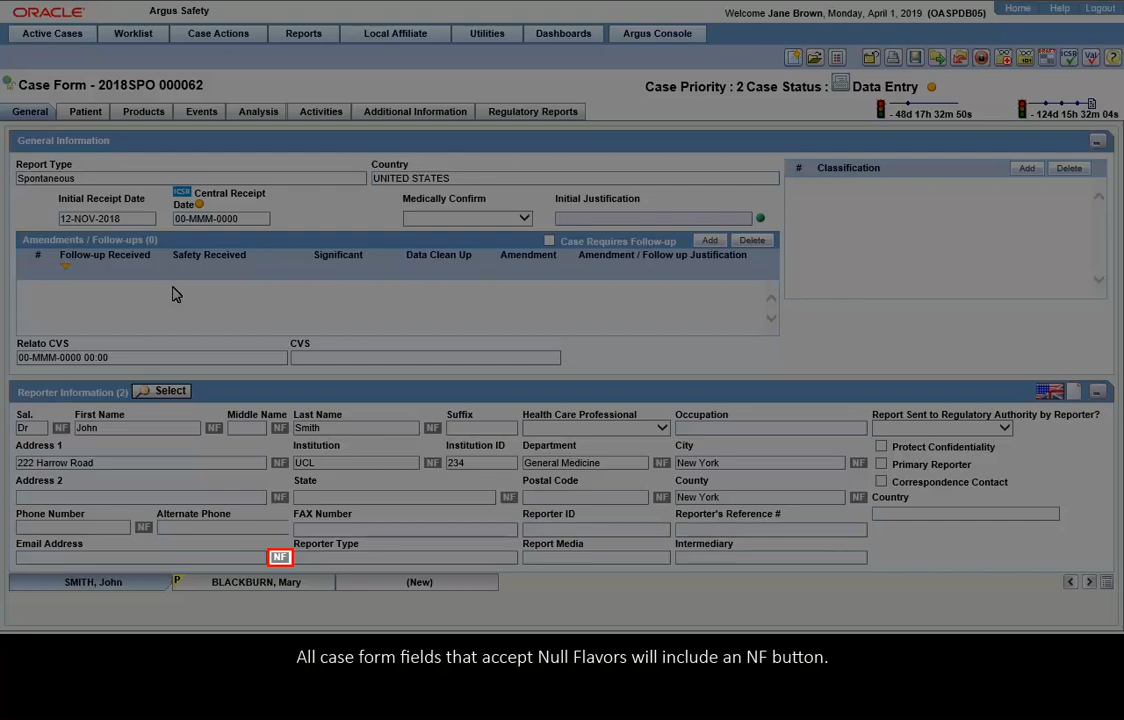 ORACLE Argus Safety Welcome Jane Brown, Monday, April 1, 2019 (OASPDB05) Home Help Logout
Active Cases Worklist Case Actions Reports Local Affiliate Utilities Dashboards Argus Console
Case Form - 2018SPO 000062 Case Priority : 2 Case Status : Data Entry
General Patient Products Events Analysis Activities Additional Information Regulatory Reports - 48d 17h 32m 50s - 124d 15h 32m 04s
General Information
Report Type Country # Classification Add Delete
Spontaneous UNITED STATES
Initial Receipt Date ICSR Central Receipt Date Medically Confirm Initial Justification
12-NOV-2018 00-MMM-0000
Amendments / Follow-ups (0) Case Requires Follow-up Add Delete
# Follow-up Received Safety Received Significant Data Clean Up Amendment Amendment / Follow up Justification
Relato CVS CVS
00-MMM-0000 00:00
Reporter Information (2) Select
Sal. First Name Middle Name Last Name Suffix Health Care Professional Occupation Report Sent to Regulatory Authority by Reporter?
Dr NF John NF NF Smith NF
Address 1 Institution Institution ID Department City Protect Confidentiality
222 Harrow Road NF UCL NF 234 General Medicine NF New York NF Primary Reporter
Address 2 State Postal Code County Correspondence Contact
NF NF NF New York NF Country
Phone Number Alternate Phone FAX Number Reporter ID Reporter's Reference #
NF
Email Address Reporter Type Report Media Intermediary
NF
SMITH, John P BLACKBURN, Mary (New)
All case form fields that accept Null Flavors will include an NF button.